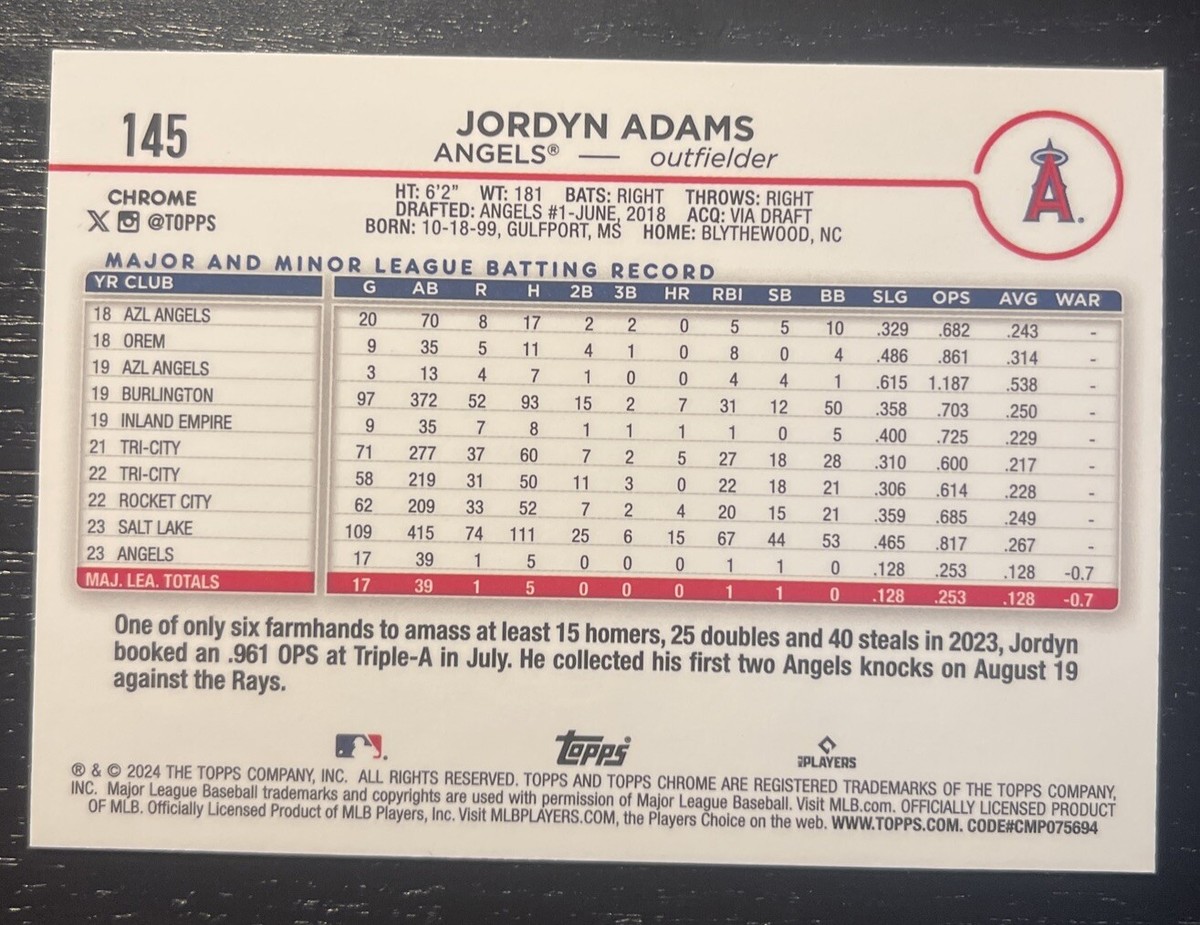 145
JORDYN ADAMS
ANGELS® — outfielder
A
CHROME
X @TOPPS
HT: 6'2" WT: 181 BATS: RIGHT THROWS: RIGHT
DRAFTED: ANGELS #1-JUNE, 2018 ACQ: VIA DRAFT
BORN: 10-18-99, GULFPORT, MS HOME: BLYTHEWOOD, NC
MAJOR AND MINOR LEAGUE BATTING RECORD
YR CLUB G AB R H 2B 3B HR RBI SB BB SLG OPS AVG WAR
18 AZL ANGELS 20 70 8 17 2 2 0 5 5 10 .329 .682 .243 -
18 OREM 9 35 5 11 4 1 0 8 0 4 .486 .861 .314 -
19 AZL ANGELS 3 13 4 7 1 0 0 4 4 1 .615 1.187 .538 -
19 BURLINGTON 97 372 52 93 15 2 7 31 12 50 .358 .703 .250 -
19 INLAND EMPIRE 9 35 7 8 1 1 1 1 0 5 .400 .725 .229 -
21 TRI-CITY 71 277 37 60 7 2 5 27 18 28 .310 .600 .217 -
22 TRI-CITY 58 219 31 50 11 3 0 22 18 21 .306 .614 .228 -
22 ROCKET CITY 62 209 33 52 7 2 4 20 15 21 .359 .685 .249 -
23 SALT LAKE 109 415 74 111 25 6 15 67 44 53 .465 .817 .267 -
23 ANGELS 17 39 1 5 0 0 0 1 1 0 .128 .253 .128 -0.7
MAJ. LEA. TOTALS 17 39 1 5 0 0 0 1 1 0 .128 .253 .128 -0.7
One of only six farmhands to amass at least 15 homers, 25 doubles and 40 steals in 2023, Jordyn
booked an .961 OPS at Triple-A in July. He collected his first two Angels knocks on August 19
against the Rays.
Topps
PLAYERS
® & © 2024 THE TOPPS COMPANY, INC. ALL RIGHTS RESERVED. TOPPS AND TOPPS CHROME ARE REGISTERED TRADEMARKS OF THE TOPPS COMPANY,
INC. Major League Baseball trademarks and copyrights are used with permission of Major League Baseball. Visit MLB.com. OFFICIALLY LICENSED PRODUCT
OF MLB. Officially Licensed Product of MLB Players, Inc. Visit MLBPLAYERS.COM, the Players Choice on the web. WWW.TOPPS.COM. CODE#CMP075694